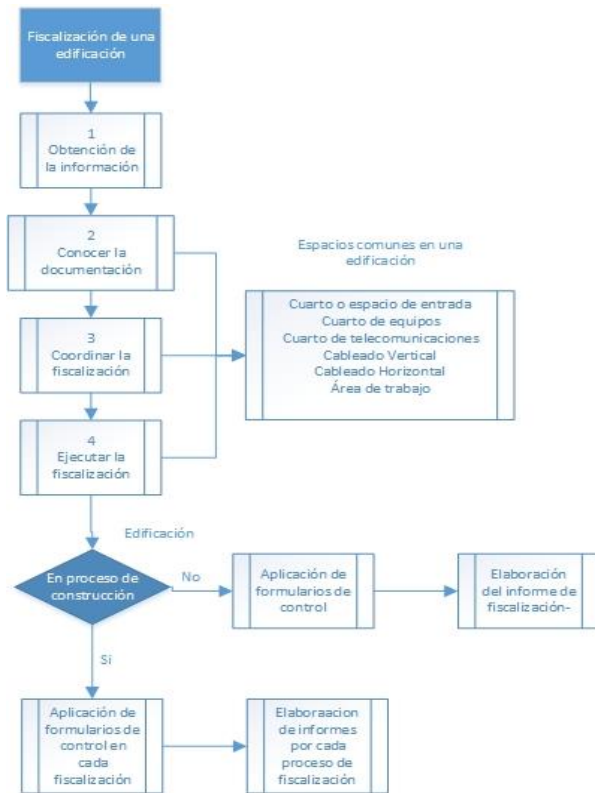 Fiscalización de una
edificación
1
Obtención de
la información
2
Conocer la
documentación
Espacios comunes en una
edificación
Cuarto o espacio de entrada
Cuarto de equipos
Cuarto de telecomunicaciones
Cableado Vertical
Cableado Horizontal
Área de trabajo
3
Coordinar la
fiscalización
4
Ejecutar la
fiscalización
Edificación
En proceso de
construcción
No
Aplicación de
formularios de
control
Elaboración
del informe de
fiscalización-
Si
Aplicación de
formularios de
control en
cada
fiscalización
Elaboraacion
de informes
por cada
proceso de
fiscalización